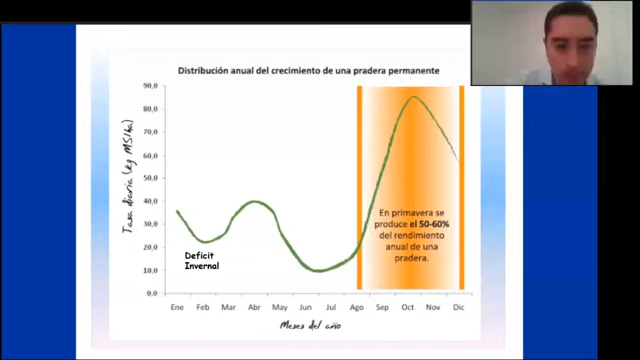 Distribución anual del crecimiento de una pradera permanente
90,0
80,0
70,0
60,0
50,0
40,0
30,0
20,0
10,0
0,0
Tasa diaria (kg MS/ha)
Deficit
Invernal
En primavera se
produce el 50-60%
del rendimiento
anual de una
pradera.
Ene Feb Mar Abr May Jun Jul Ago Sep Oct Nov Dic
Meses del año